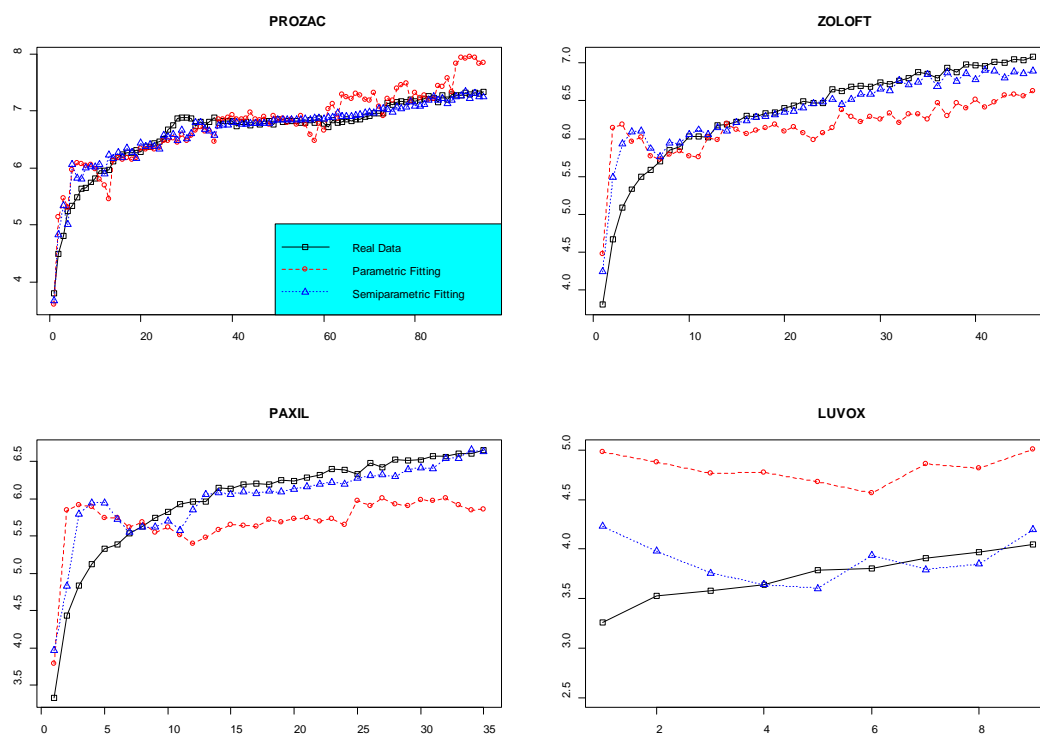 PROZAC
8
7
6
5
4
0 20 40 60 80
Real Data
Parametric Fitting
Semiparametric Fitting
ZOLOFT
7.0
6.5
6.0
5.5
5.0
4.5
4.0
0 10 20 30 40
PAXIL
6.5
6.0
5.5
5.0
4.5
4.0
3.5
0 5 10 15 20 25 30 35
LUVOX
5.0
4.5
4.0
3.5
3.0
2.5
2 4 6 8